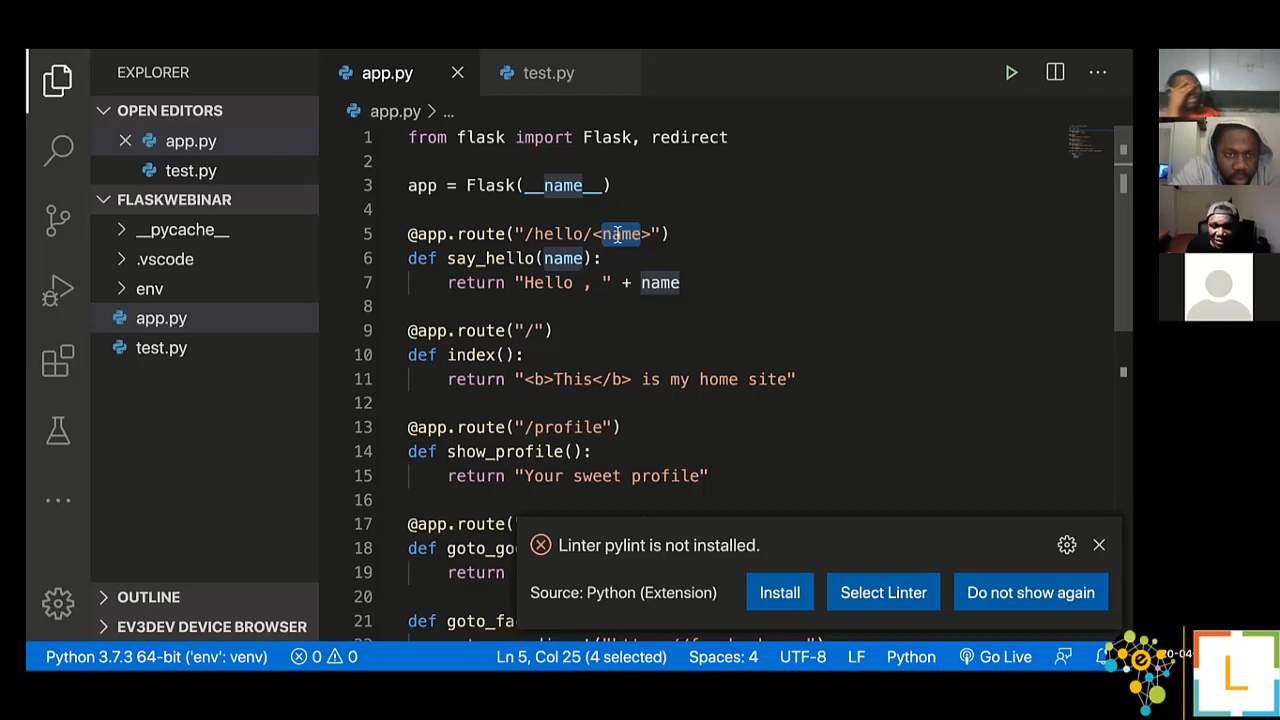 EXPLORER
OPEN EDITORS
app.py
test.py
FLASKWEBINAR
__pycache__
.vscode
env
app.py
test.py
OUTLINE
EV3DEV DEVICE BROWSER
app.py
test.py
app.py > ...
1 from flask import Flask, redirect
2
3 app = Flask(__name__)
4
5 @app.route("/hello/<name>")
6 def say_hello(name):
7 return "Hello , " + name
8
9 @app.route("/")
10 def index():
11 return "<b>This</b> is my home site"
12
13 @app.route("/profile")
14 def show_profile():
15 return "Your sweet profile"
16
17 @app.route("
18 def goto_go
19 return
20
21 def goto_fa
Linter pylint is not installed.
Source: Python (Extension)
Install
Select Linter
Do not show again
Python 3.7.3 64-bit ('env': venv)
0
0
Ln 5, Col 25 (4 selected)
Spaces: 4
UTF-8
LF
Python
Go Live
L